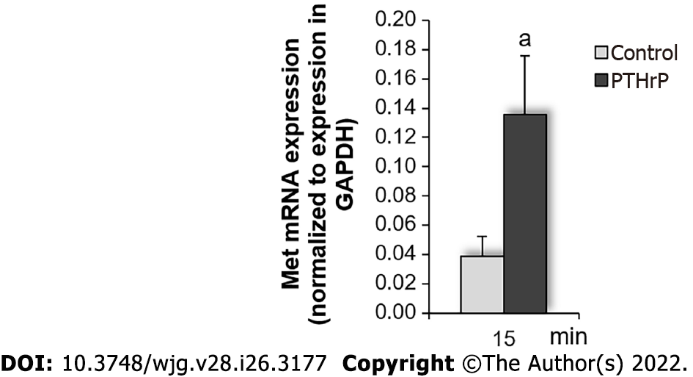 Met mRNA expression
(normalized to expression in
GAPDH)
0.20
0.18
0.16
0.14
0.12
0.10
0.08
0.06
0.04
0.02
0.00
a
Control
PTHrP
15 min
DOI: 10.3748/wjg.v28.i26.3177 Copyright ©The Author(s) 2022.